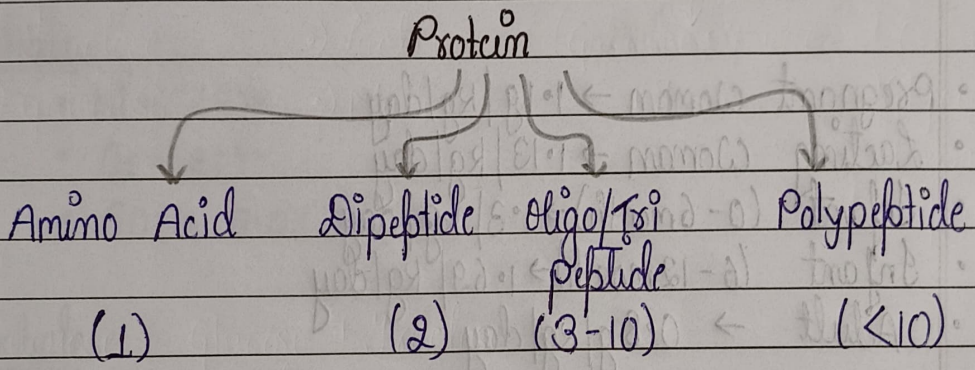 Protein
Amino Acid Dipeptide Oligo/Tri Polypeptide
peptide
(1) (2) (3-10) (<10)